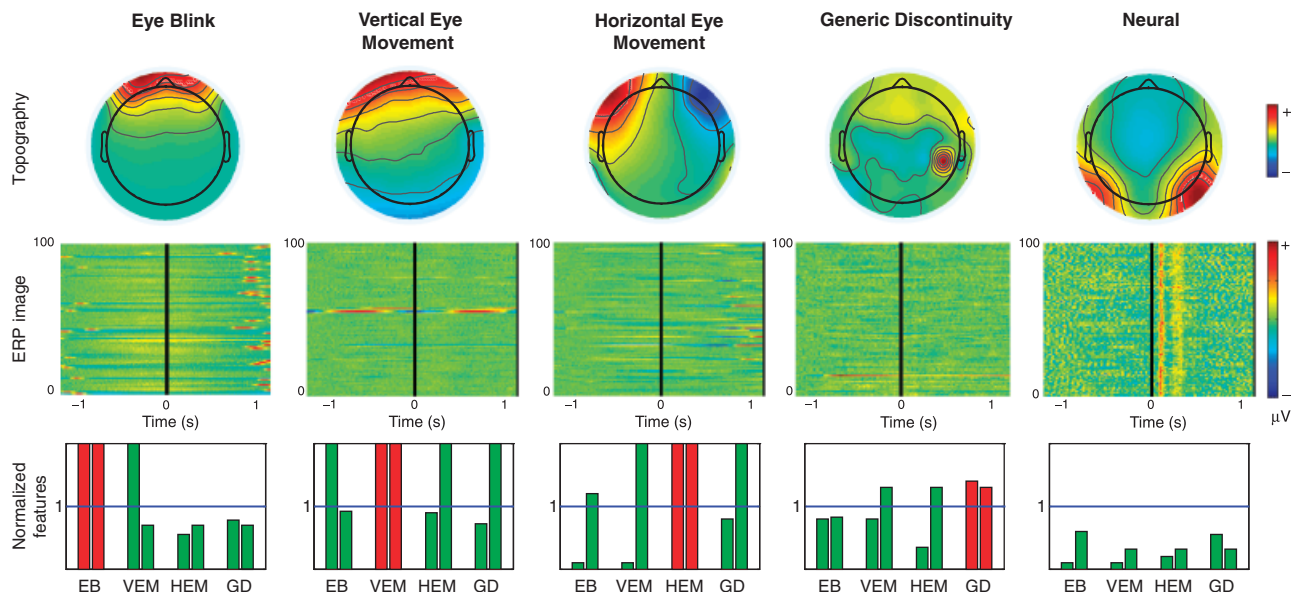 Eye Blink
Vertical Eye
Movement
Horizontal Eye
Movement
Generic Discontinuity
Neural
Topography
+
−
ERP image
100
0
−1 0 1
Time (s)
100
0
−1 0 1
Time (s)
100
0
−1 0 1
Time (s)
100
0
−1 0 1
Time (s)
100
0
−1 0 1
Time (s)
+
−
μV
Normalized
features
1
EB VEM HEM GD
1
EB VEM HEM GD
1
EB VEM HEM GD
1
EB VEM HEM GD
1
EB VEM HEM GD